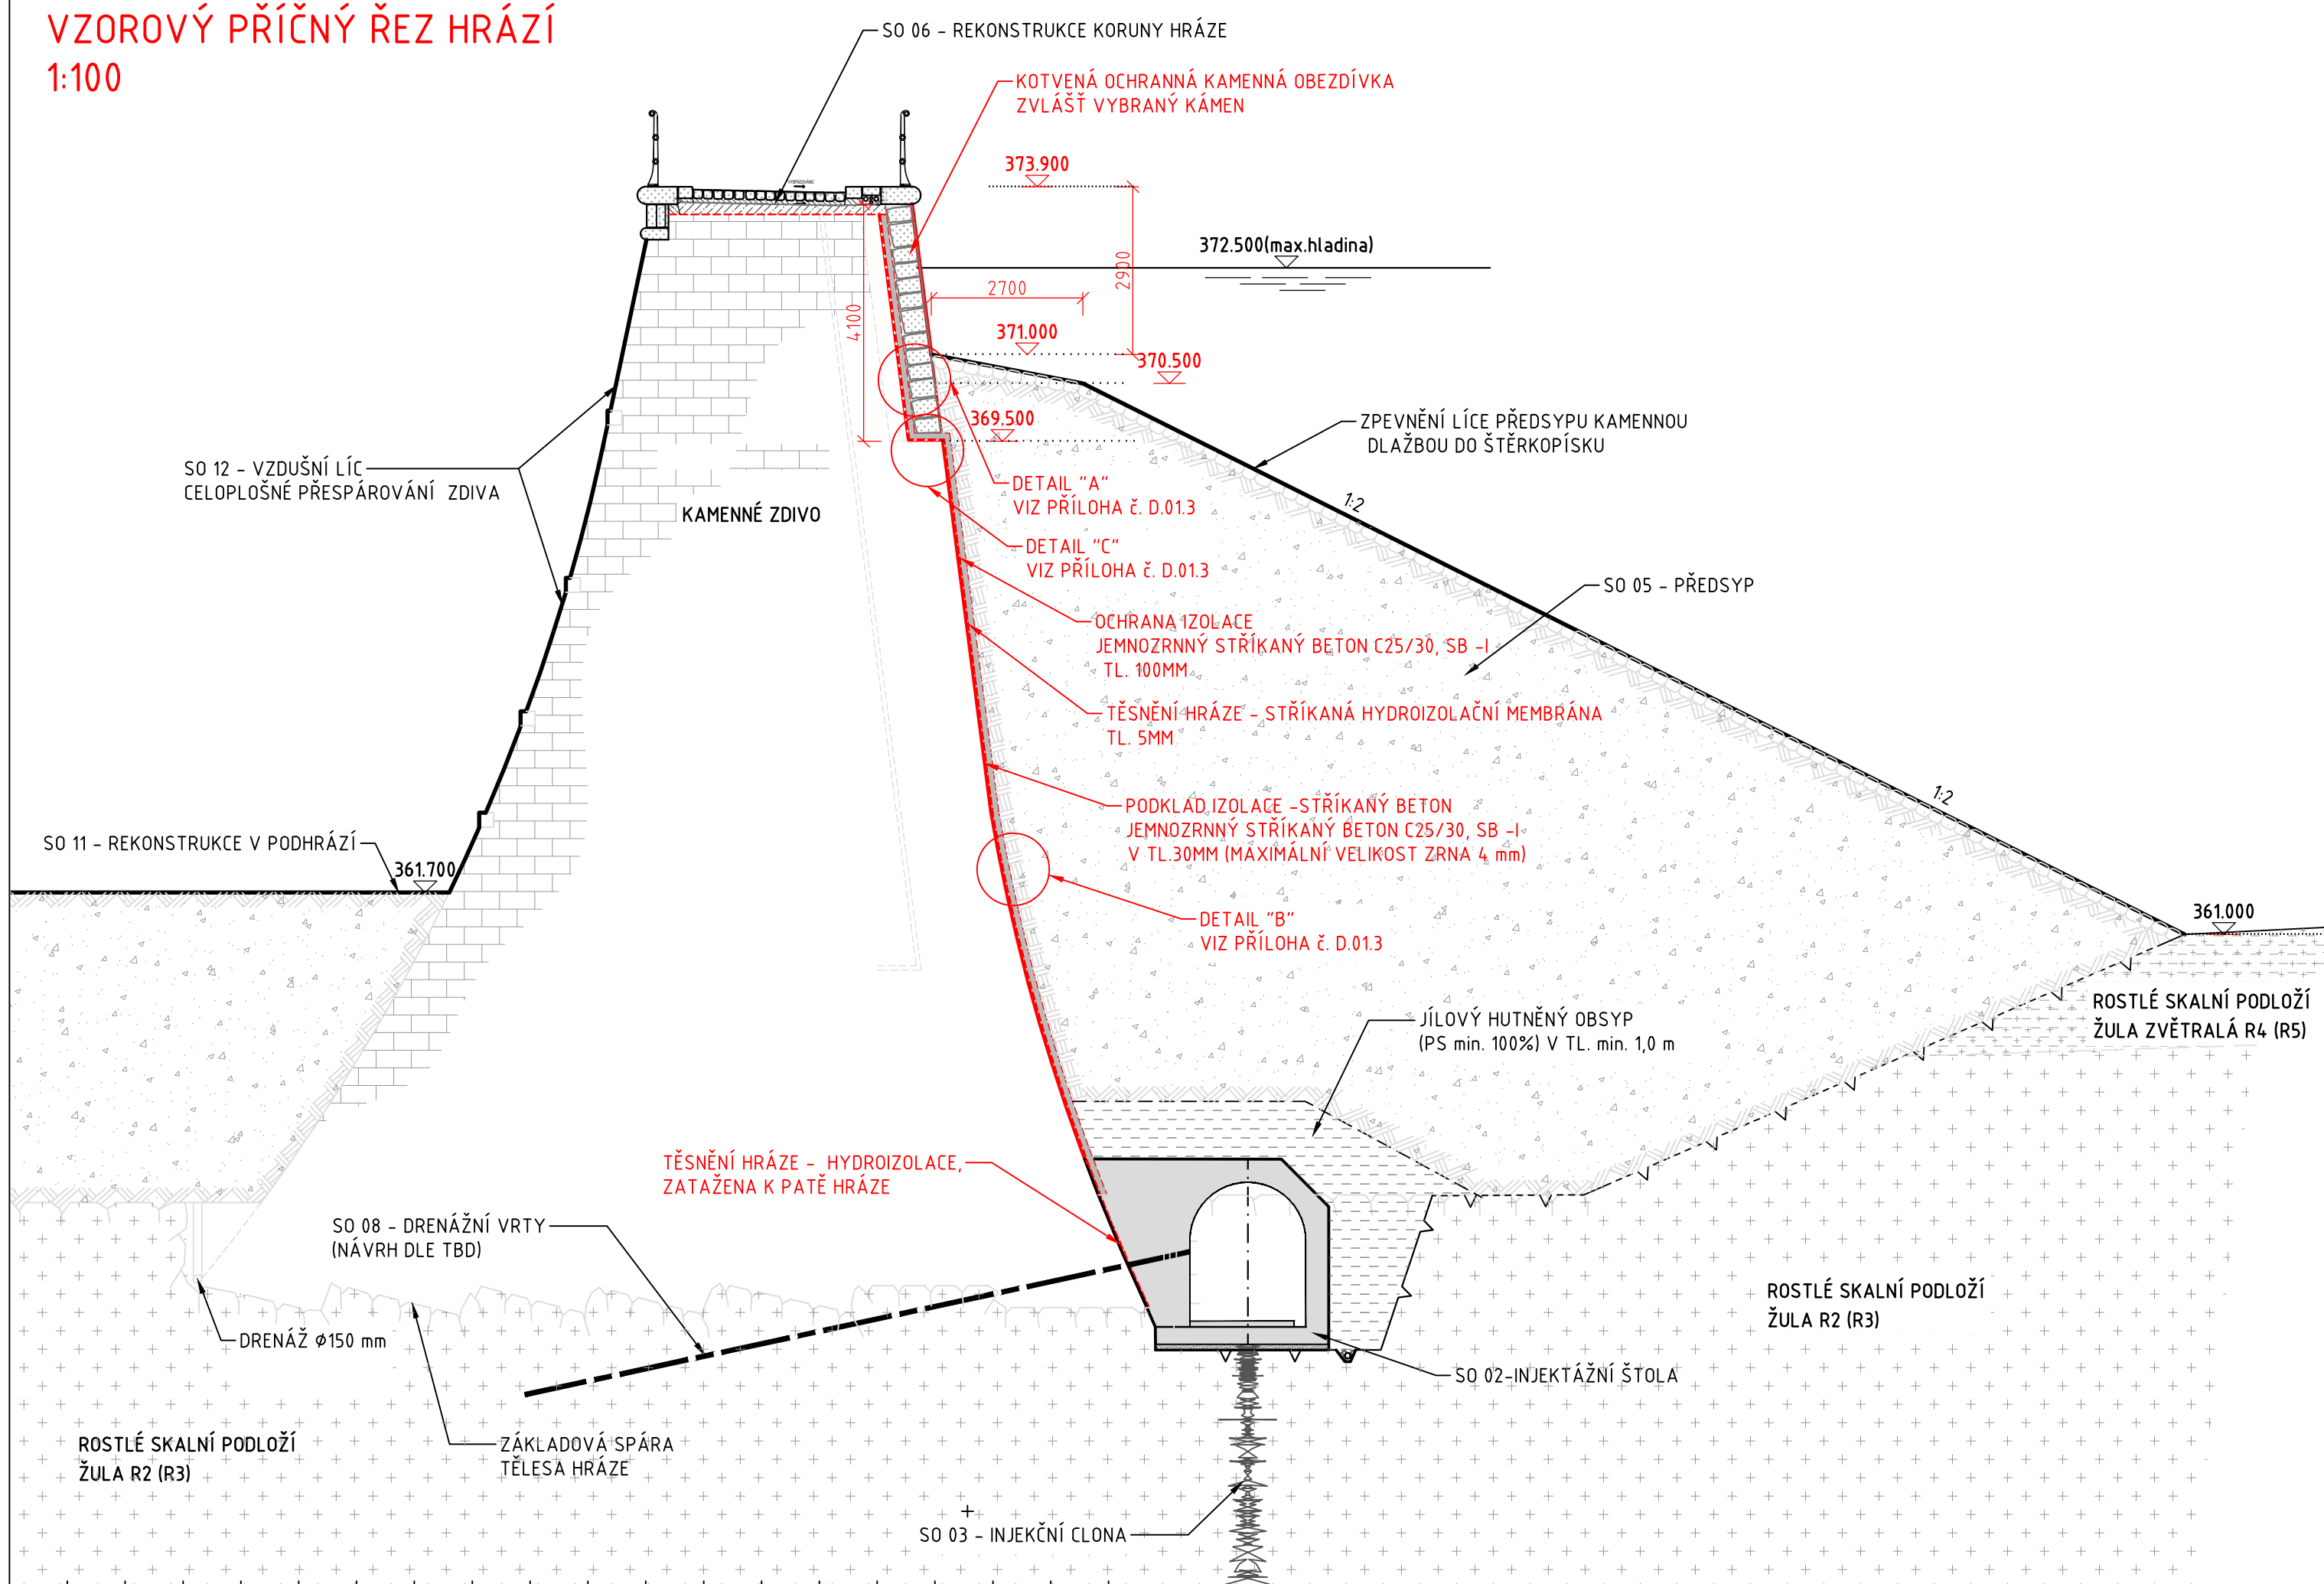 VZOROVÝ PŘÍČNÝ ŘEZ HRÁZÍ
1:100
SO 06 - REKONSTRUKCE KORUNY HRÁZE
KOTVENÁ OCHRANNÁ KAMENNÁ OBEZDÍVKA
ZVLÁŠŤ VYBRANÝ KÁMEN
373.900
372.500(max.hladina)
2900
2700
4100
371.000
370.500
369.500
ZPEVNĚNÍ LÍCE PŘEDSYPU KAMENNOU
DLAŽBOU DO ŠTĚRKOPÍSKU
SO 12 - VZDUŠNÍ LÍC
CELOPLOŠNÉ PŘESPÁROVÁNÍ ZDIVA
KAMENNÉ ZDIVO
DETAIL "A"
VIZ PŘÍLOHA č. D.01.3
1:2
DETAIL "C"
VIZ PŘÍLOHA č. D.01.3
SO 05 - PŘEDSYP
OCHRANA IZOLACE
JEMNOZRNNÝ STŘÍKANÝ BETON C25/30, SB -I
TL. 100MM
TĚSNĚNÍ HRÁZE - STŘÍKANÁ HYDROIZOLAČNÍ MEMBRÁNA
TL. 5MM
PODKLAD IZOLACE -STŘÍKANÝ BETON
JEMNOZRNNÝ STŘÍKANÝ BETON C25/30, SB -I
V TL.30MM (MAXIMÁLNÍ VELIKOST ZRNA 4 mm)
1:2
SO 11 - REKONSTRUKCE V PODHRÁZÍ
361.700
DETAIL "B"
VIZ PŘÍLOHA č. D.01.3
361.000
ROSTLÉ SKALNÍ PODLOŽÍ
ŽULA ZVĚTRALÁ R4 (R5)
JÍLOVÝ HUTNĚNÝ OBSYP
(PS min. 100%) V TL. min. 1,0 m
TĚSNĚNÍ HRÁZE - HYDROIZOLACE,
ZATAŽENA K PATĚ HRÁZE
SO 08 - DRENÁŽNÍ VRTY
(NÁVRH DLE TBD)
ROSTLÉ SKALNÍ PODLOŽÍ
ŽULA R2 (R3)
DRENÁŽ Ø150 mm
SO 02-INJEKTÁŽNÍ ŠTOLA
ROSTLÉ SKALNÍ PODLOŽÍ
ŽULA R2 (R3)
ZÁKLADOVÁ SPÁRA
TĚLESA HRÁZE
SO 03 - INJEKČNÍ CLONA